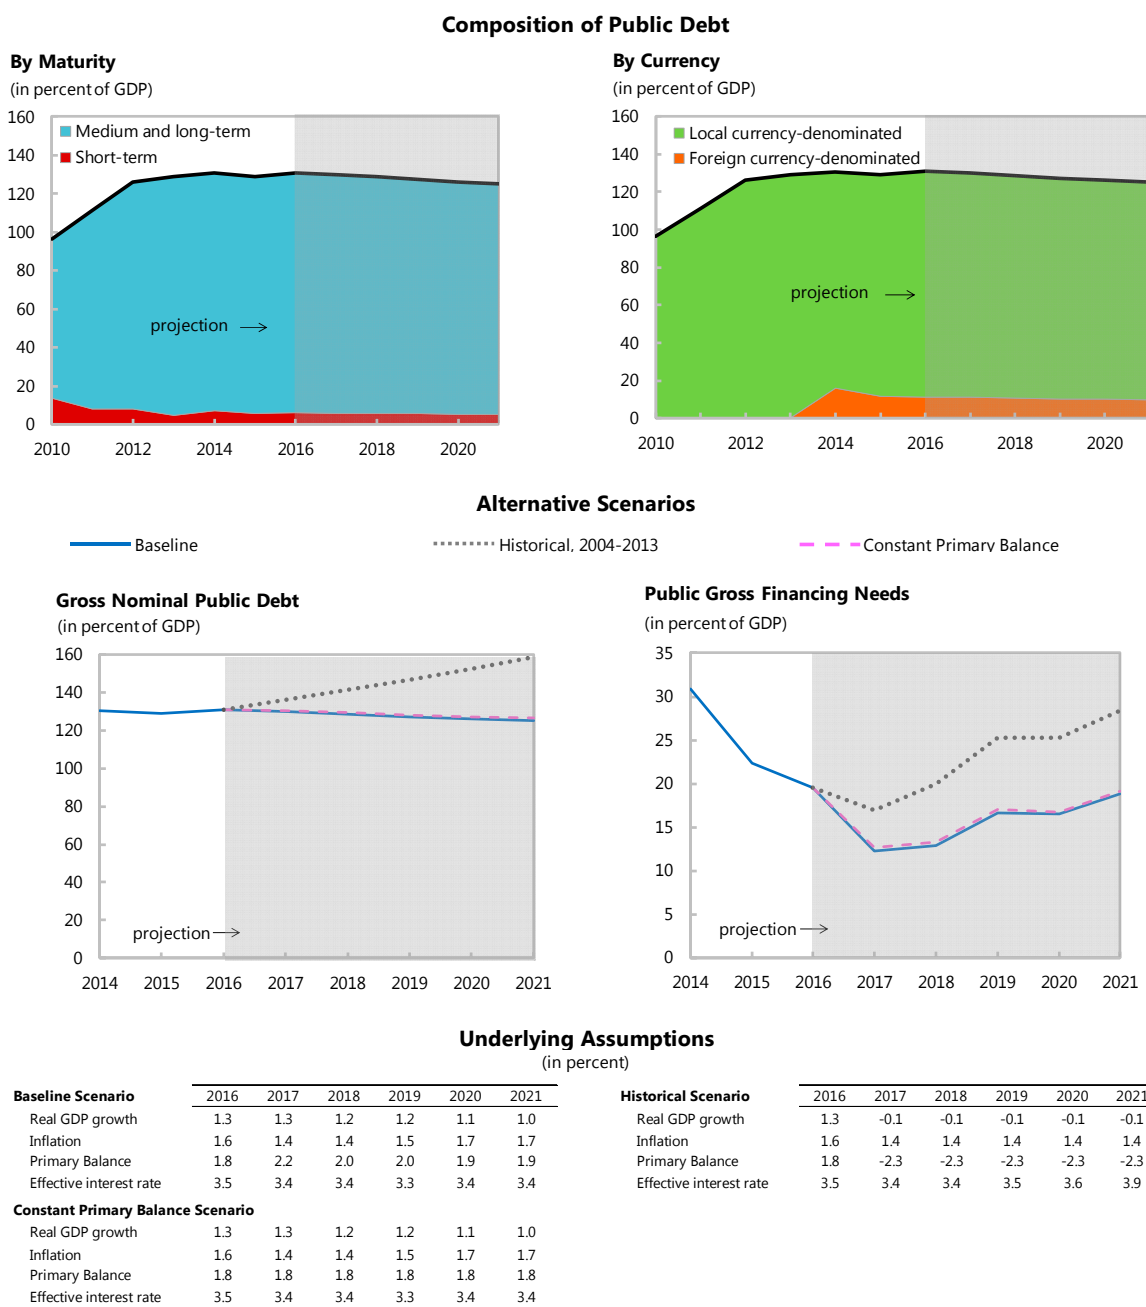 Composition of Public Debt
By Maturity
(in percent of GDP)
160
140
120
100
80
60
40
20
0
Medium and long-term
Short-term
projection
2010 2012 2014 2016 2018 2020
By Currency
(in percent of GDP)
160
140
120
100
80
60
40
20
0
Local currency-denominated
Foreign currency-denominated
projection
2010 2012 2014 2016 2018 2020
Alternative Scenarios
Baseline Historical, 2004-2013 Constant Primary Balance
Gross Nominal Public Debt
(in percent of GDP)
160
140
120
100
80
60
40
20
0
projection
2014 2015 2016 2017 2018 2019 2020 2021
Public Gross Financing Needs
(in percent of GDP)
35
30
25
20
15
10
5
0
projection
2014 2015 2016 2017 2018 2019 2020 2021
Underlying Assumptions
(in percent)
Baseline Scenario 2016 2017 2018 2019 2020 2021
Real GDP growth 1.3 1.3 1.2 1.2 1.1 1.0
Inflation 1.6 1.4 1.4 1.5 1.7 1.7
Primary Balance 1.8 2.2 2.0 2.0 1.9 1.9
Effective interest rate 3.5 3.4 3.4 3.3 3.4 3.4
Constant Primary Balance Scenario
Real GDP growth 1.3 1.3 1.2 1.2 1.1 1.0
Inflation 1.6 1.4 1.4 1.5 1.7 1.7
Primary Balance 1.8 1.8 1.8 1.8 1.8 1.8
Effective interest rate 3.5 3.4 3.4 3.3 3.4 3.4
Historical Scenario 2016 2017 2018 2019 2020 2021
Real GDP growth 1.3 -0.1 -0.1 -0.1 -0.1 -0.1
Inflation 1.6 1.4 1.4 1.4 1.4 1.4
Primary Balance 1.8 -2.3 -2.3 -2.3 -2.3 -2.3
Effective interest rate 3.5 3.4 3.4 3.5 3.6 3.9